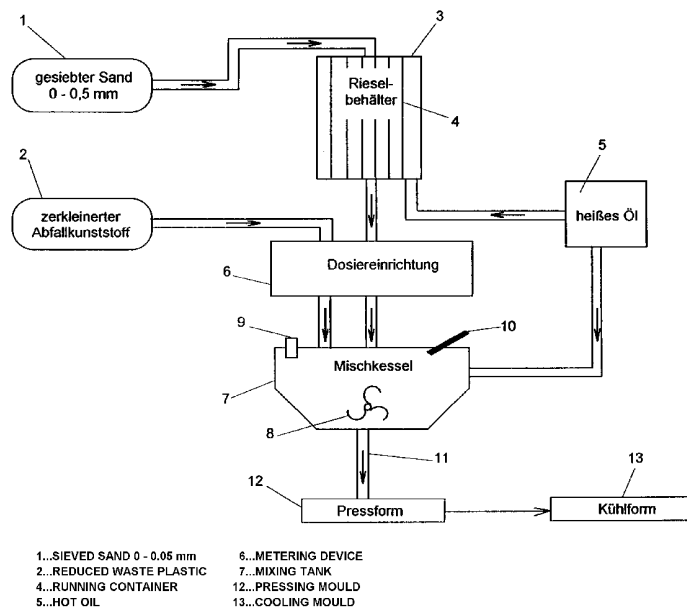 1
gesiebter Sand
0 - 0,5 mm
3
Riesel-
behälter
4
2
zerkleinerter
Abfallkunststoff
5
heißes Öl
6
Dosiereinrichtung
9
10
Mischkessel
7
8
11
12
Pressform
13
Kühlform
1...SIEVED SAND 0 - 0.05 mm
2...REDUCED WASTE PLASTIC
4...RUNNING CONTAINER
5...HOT OIL
6...METERING DEVICE
7...MIXING TANK
12...PRESSING MOULD
13...COOLING MOULD